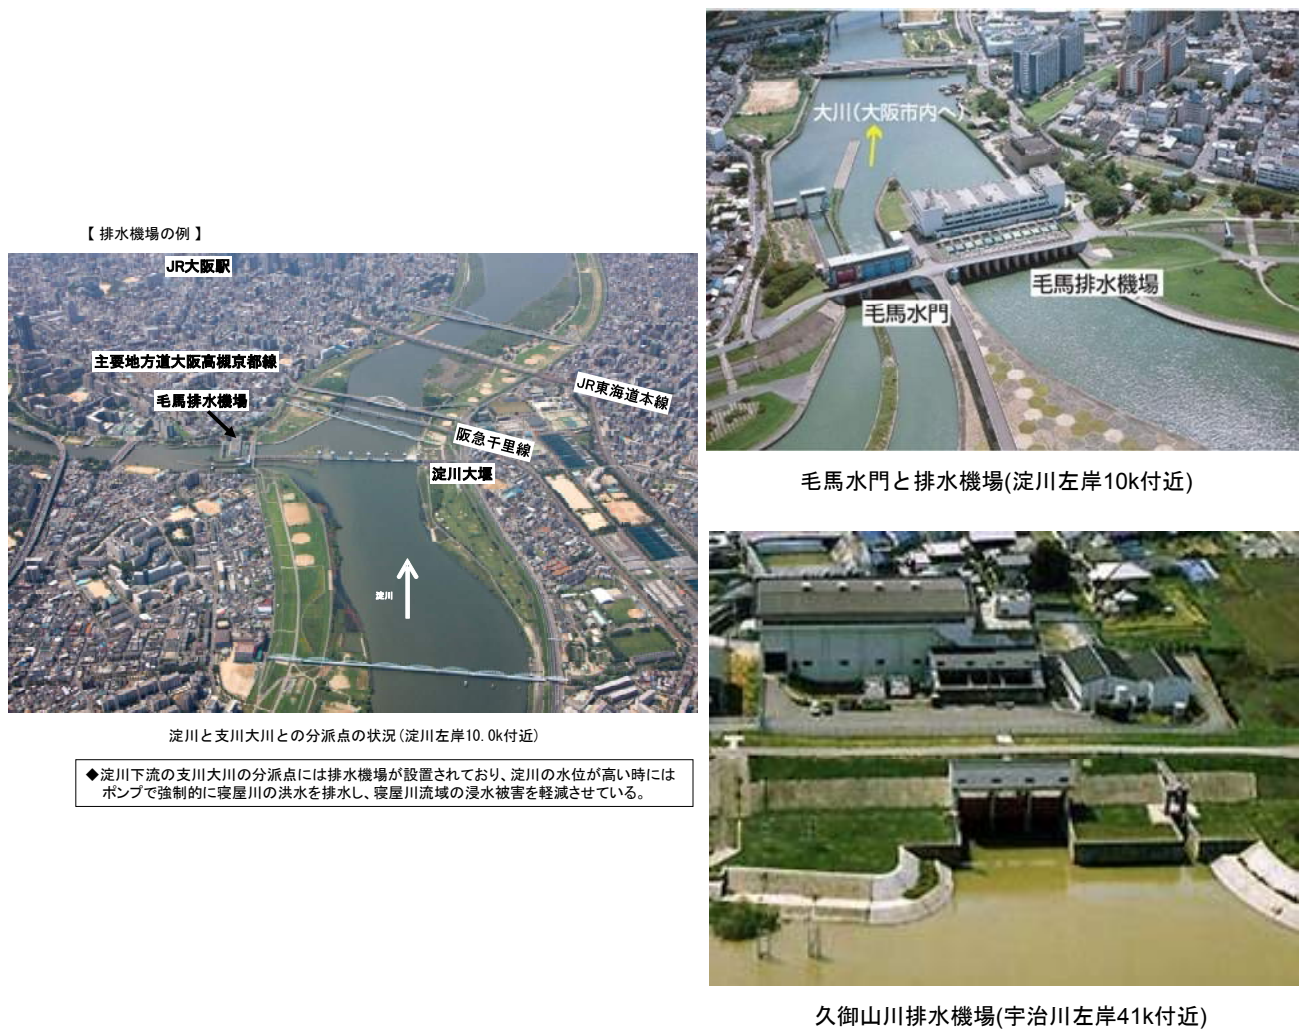 【 排水機場の例 】
JR大阪駅
主要地方道大阪高槻京都線
毛馬排水機場
JR東海道本線
阪急千里線
淀川大堰
淀川
淀川と支川大川との分派点の状況(淀川左岸10.0k付近)
◆淀川下流の支川大川の分派点には排水機場が設置されており、淀川の水位が高い時には
ポンプで強制的に寝屋川の洪水を排水し、寝屋川流域の浸水被害を軽減させている。
大川(大阪市内へ)
毛馬排水機場
毛馬水門
毛馬水門と排水機場(淀川左岸10k付近)
久御山川排水機場(宇治川左岸41k付近)